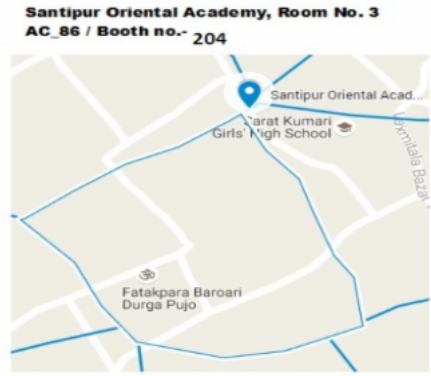 Santipur Oriental Academy, Room No. 3
AC_86 / Booth no.- 204
Santipur Oriental Acad...
Sarat Kumari
Girls' High School
Laxmitala Bazar
Fatakpara Baroari
Durga Pujo